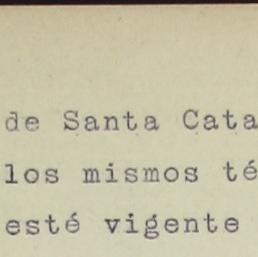 de Santa Cata
los mismos té
esté vigente